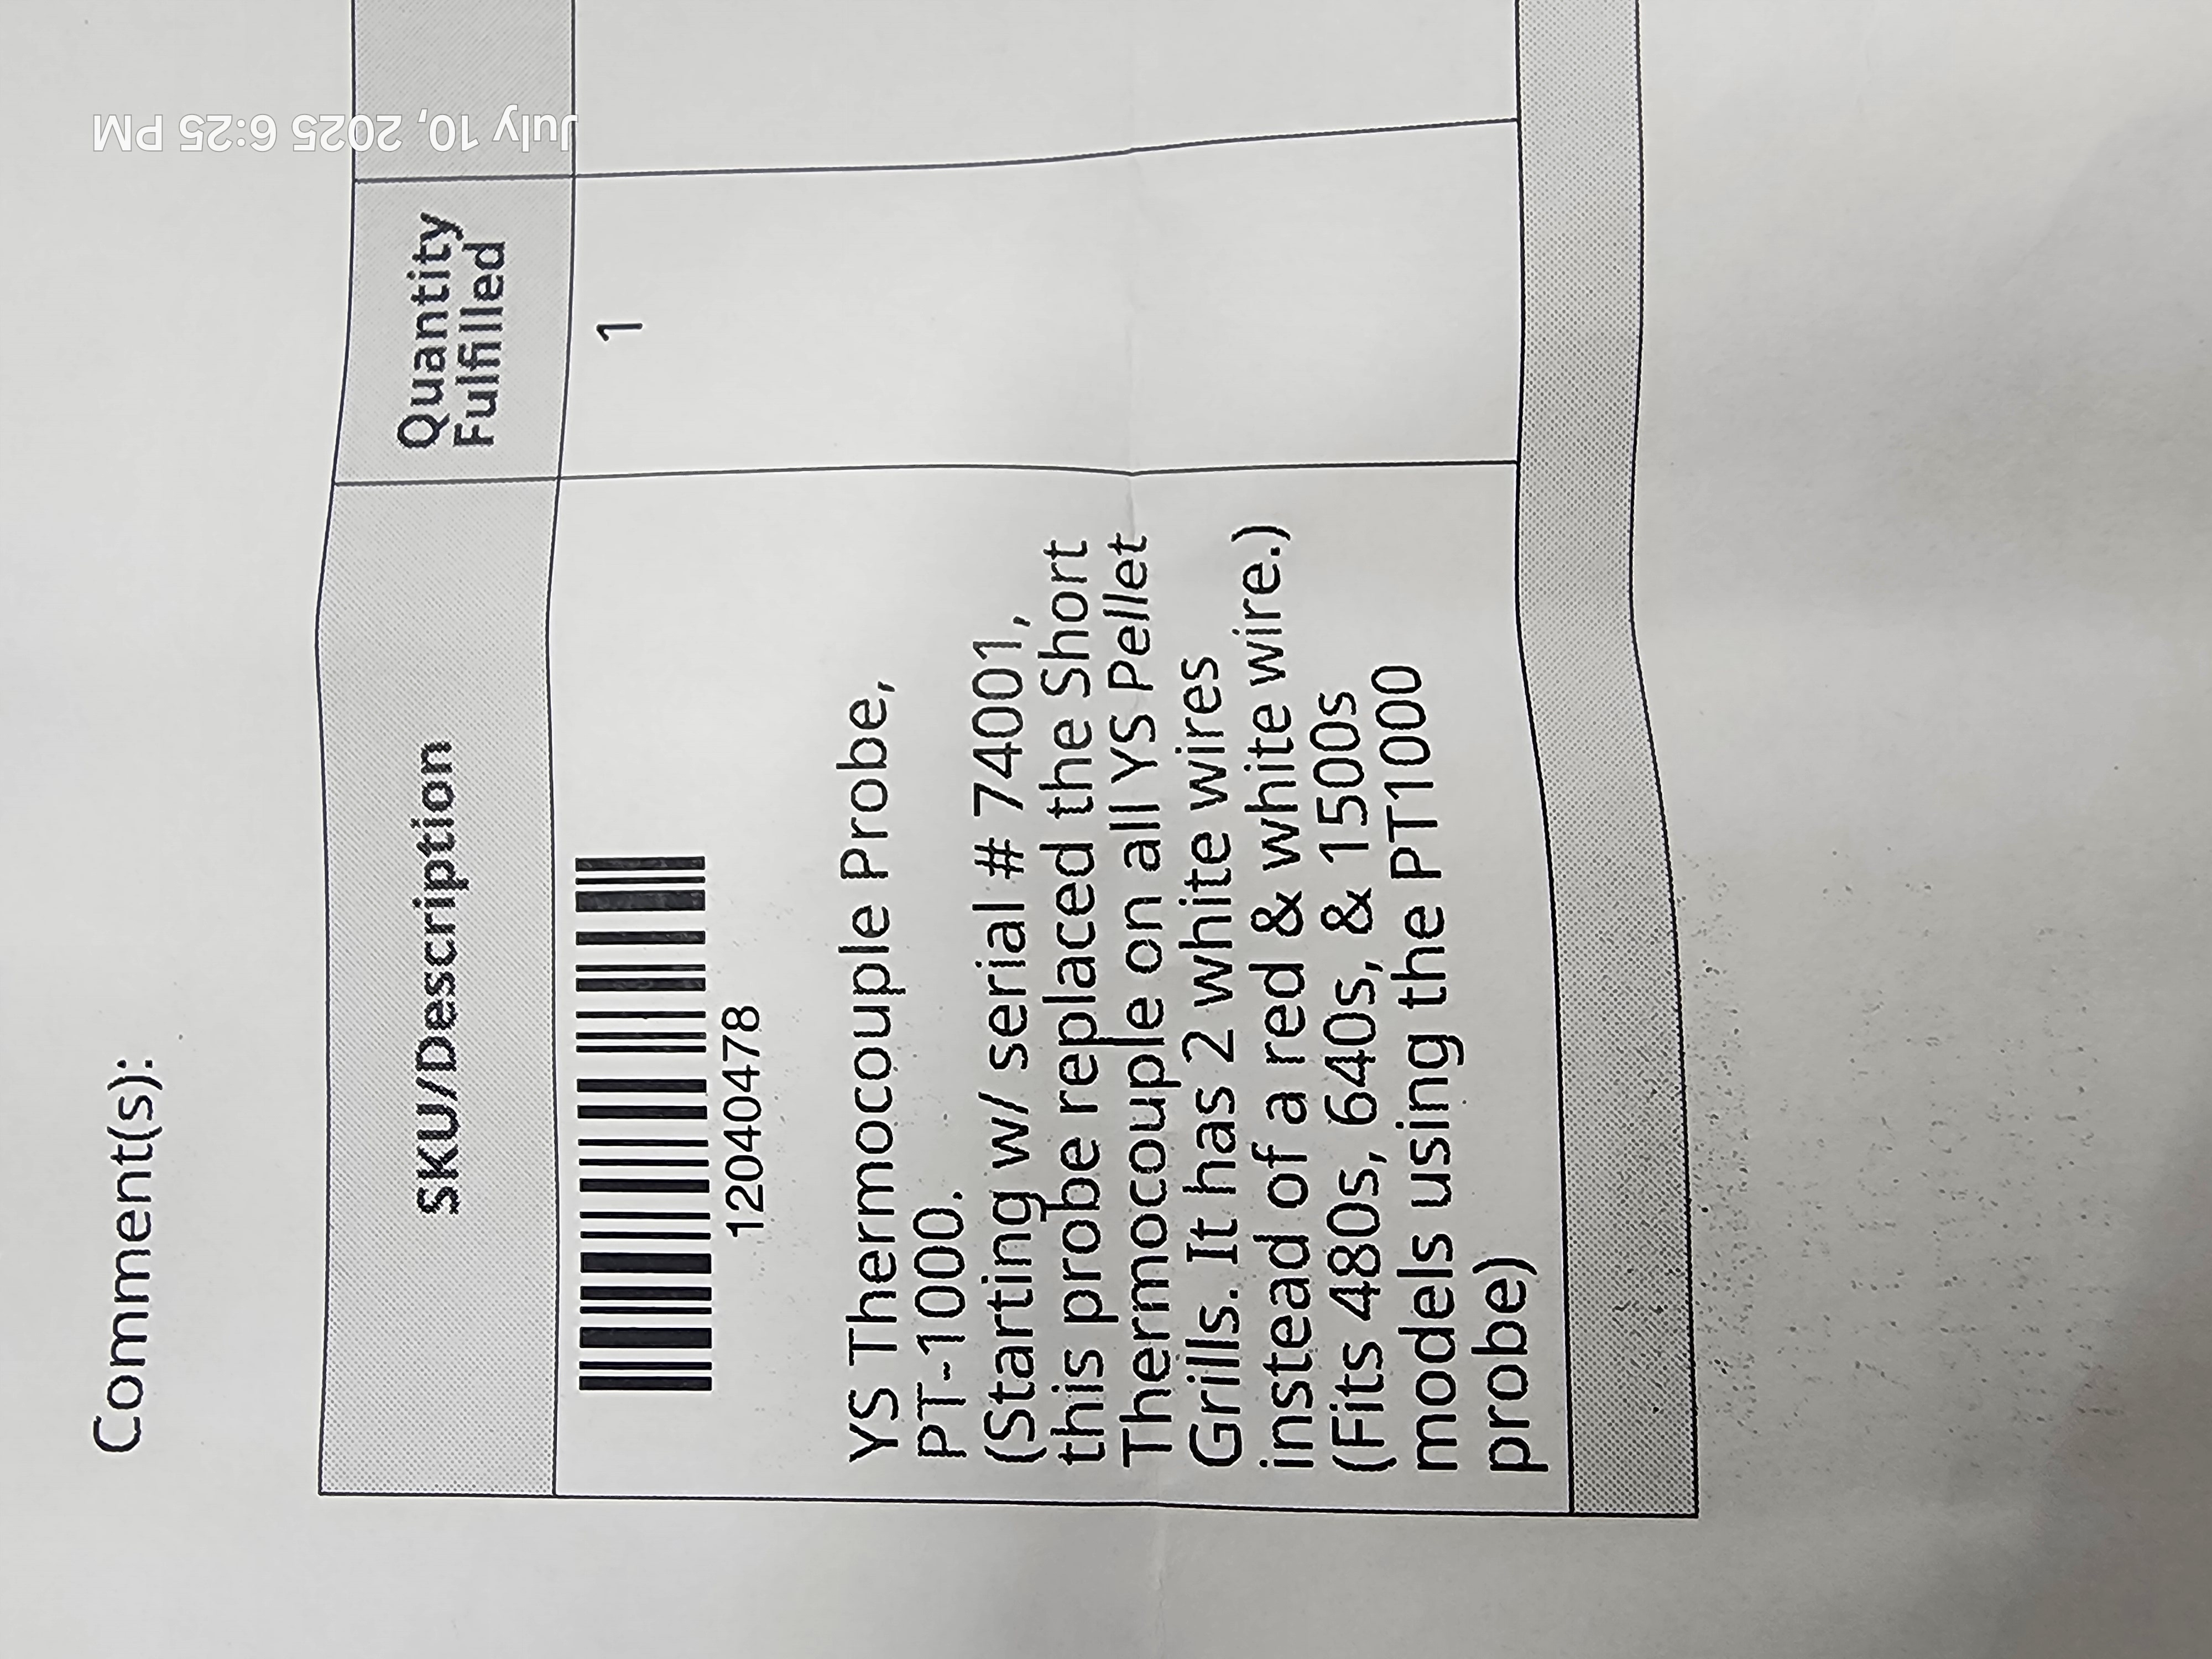 July 10, 2025 6:25 PM
Comment(s):
SKU/Description
Quantity
Fulfilled
12040478
1
YS Thermocouple Probe,
PT-1000.
(Starting w/ serial # 74001,
this probe replaced the Short
Thermocouple on all YS Pellet
Grills. It has 2 white wires
instead of a red & white wire.)
(Fits 480s, 640s, & 1500s
models using the PT1000
probe)